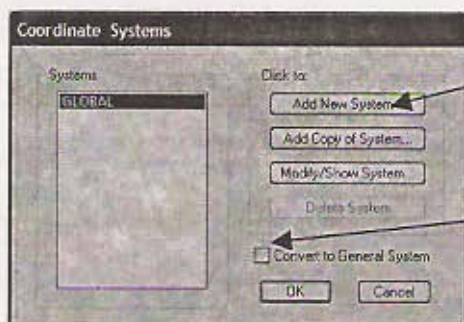 Coordinate Systems
Systems
GLOBAL
Click to:
Add New System...
Add Copy of System...
Modify/Show System...
Delete System
Convert to General System
OK
Cancel